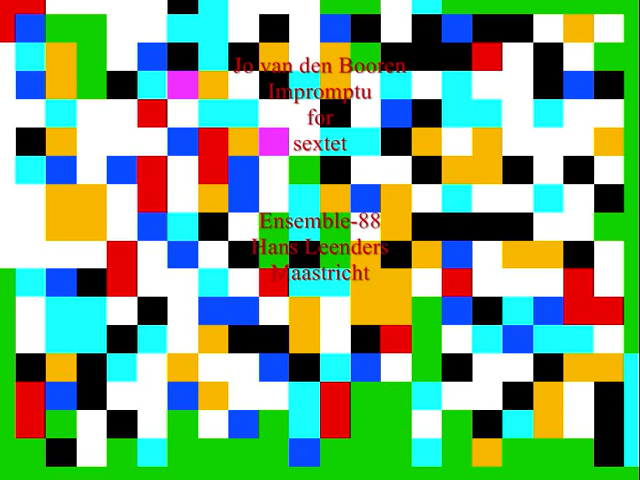 Jo van den Booren
Impromptu
for
sextet
Ensemble-88
Hans Leenders
Maastricht